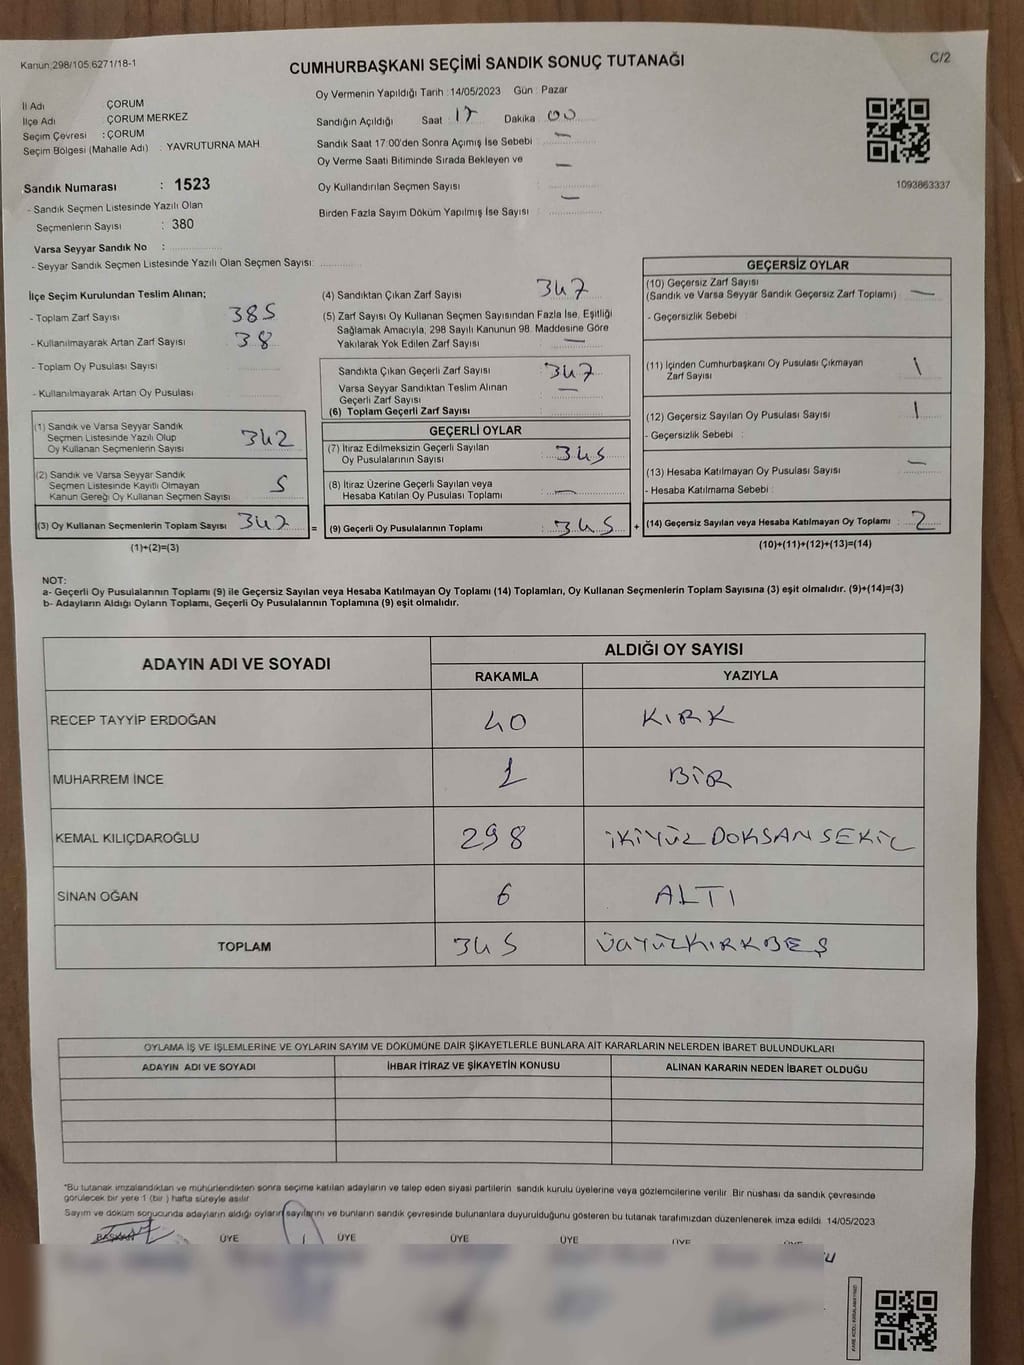 Kanun:298/105,6271/18-1
CUMHURBAŞKANI SEÇİMİ SANDIK SONUÇ TUTANAĞI
C/2
Oy Vermenin Yapıldığı Tarih :14/05/2023 Gün : Pazar
İl Adı ÇORUM
İlçe Adı ÇORUM MERKEZ
Seçim Çevresi : ÇORUM
Seçim Bölgesi (Mahalle Adı) : YAVRUTURNA MAH
Sandığın Açıldığı Saat 17 Dakika 00
Sandık Saat 17:00'den Sonra Açımış İse Sebebi —
Oy Verme Saati Bitiminde Sırada Bekleyen ve
Oy Kullandırılan Seçmen Sayısı : —
Birden Fazla Sayım Döküm Yapılmış İse Sayısı : —
1093863337
Sandık Numarası : 1523
- Sandık Seçmen Listesinde Yazılı Olan
Seçmenlerin Sayısı : 380
Varsa Seyyar Sandık No :
- Seyyar Sandık Seçmen Listesinde Yazılı Olan Seçmen Sayısı:
İlçe Seçim Kurulundan Teslim Alınan;
- Toplam Zarf Sayısı 385
- Kullanılmayarak Artan Zarf Sayısı 38
- Toplam Oy Pusulası Sayısı
- Kullanılmayarak Artan Oy Pusulası
(1) Sandık ve Varsa Seyyar Sandık
Seçmen Listesinde Yazılı Olup
Oy Kullanan Seçmenlerin Sayısı 342
(2) Sandık ve Varsa Seyyar Sandık
Seçmen Listesinde Kayıtlı Olmayan
Kanun Gereği Oy Kullanan Seçmen Sayısı 5
(3) Oy Kullanan Seçmenlerin Toplam Sayısı 347 =
(1)+(2)=(3)
(4) Sandıktan Çıkan Zarf Sayısı 347
(5) Zarf Sayısı Oy Kullanan Seçmen Sayısından Fazla İse, Eşitliği
Sağlamak Amacıyla, 298 Sayılı Kanunun 98. Maddesine Göre
Yakılarak Yok Edilen Zarf Sayısı : —
Sandıkta Çıkan Geçerli Zarf Sayısı : 347
Varsa Seyyar Sandıktan Teslim Alınan
Geçerli Zarf Sayısı : —
(6) Toplam Geçerli Zarf Sayısı :
GEÇERLİ OYLAR
(7) İtiraz Edilmeksizin Geçerli Sayılan
Oy Pusulalarının Sayısı : 345
(8) İtiraz Üzerine Geçerli Sayılan veya
Hesaba Katılan Oy Pusulası Toplamı : —
(9) Geçerli Oy Pusulalarının Toplamı : 345 +
GEÇERSİZ OYLAR
(10) Geçersiz Zarf Sayısı
(Sandık ve Varsa Seyyar Sandık Geçersiz Zarf Toplamı) : —
- Geçersizlik Sebebi :
(11) İçinden Cumhurbaşkanı Oy Pusulası Çıkmayan
Zarf Sayısı : 1
(12) Geçersiz Sayılan Oy Pusulası Sayısı : 1
- Geçersizlik Sebebi :
(13) Hesaba Katılmayan Oy Pusulası Sayısı : —
- Hesaba Katılmama Sebebi :
(14) Geçersiz Sayılan veya Hesaba Katılmayan Oy Toplamı : 2
(10)+(11)+(12)+(13)=(14)
NOT:
a- Geçerli Oy Pusulalarının Toplamı (9) ile Geçersiz Sayılan veya Hesaba Katılmayan Oy Toplamı (14) Toplamları, Oy Kullanan Seçmenlerin Toplam Sayısına (3) eşit olmalıdır. (9)+(14)=(3)
b- Adayların Aldığı Oyların Toplamı, Geçerli Oy Pusulalarının Toplamına (9) eşit olmalıdır.
ADAYIN ADI VE SOYADI ALDIĞI OY SAYISI
RAKAMLA YAZIYLA
RECEP TAYYİP ERDOĞAN 40 KIRK
MUHARREM İNCE 1 BİR
KEMAL KILIÇDAROĞLU 298 İKİYÜZDOKSANSEKİZ
SİNAN OĞAN 6 ALTI
TOPLAM 345 ÜÇYÜZKIRKBEŞ
OYLAMA İŞ VE İŞLEMLERİNE VE OYLARIN SAYIM VE DÖKÜMÜNE DAİR ŞİKAYETLERLE BUNLARA AİT KARARLARIN NELERDEN İBARET BULUNDUKLARI
ADAYIN ADI VE SOYADI İHBAR İTİRAZ VE ŞİKAYETİN KONUSU ALINAN KARARIN NEDEN İBARET OLDUĞU
*Bu tutanak imzalandıktan ve mühürlendikten sonra seçime katılan adayların ve talep eden siyasi partilerin sandık kurulu üyelerine veya gözlemcilerine verilir. Bir nüshası da sandık çevresinde
görülecek bir yere 1 (bir ) hafta süreyle asılır
Sayım ve döküm sonucunda adayların aldığı oyların sayılarını ve bunların sandık çevresinde bulunanlara duyurulduğunu gösteren bu tutanak tarafımızdan düzenlenerek imza edildi. 14/05/2023
BAŞKAN ÜYE ÜYE ÜYE ÜYE ÜYE